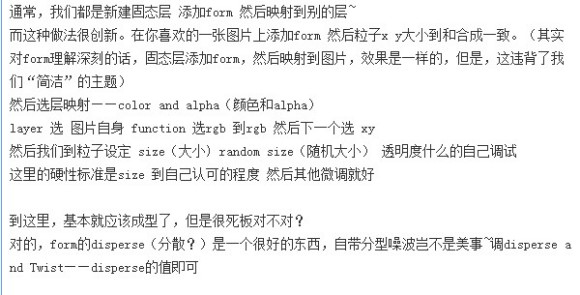 通常，我们都是新建固态层 添加form 然后映射到别的层~
而这种做法很创新。在你喜欢的一张图片上添加form 然后粒子x y大小到和合成一致。（其实
对form理解深刻的话，固态层添加form，然后映射到图片，效果是一样的，但是，这违背了我
们“简洁”的主题）
然后选层映射——color and alpha（颜色和alpha）
layer 选 图片自身 function 选rgb 到rgb 然后下一个选 xy
然后我们到粒子设定 size（大小) random size（随机大小） 透明度什么的自己调试
这里的硬性标准是size 到自己认可的程度 然后其他微调就好
到这里，基本就应该成型了，但是很死板对不对？
对的，form的disperse（分散？）是一个很好的东西，自带分型噪波岂不是美事~调disperse a
nd Twist——disperse的值即可